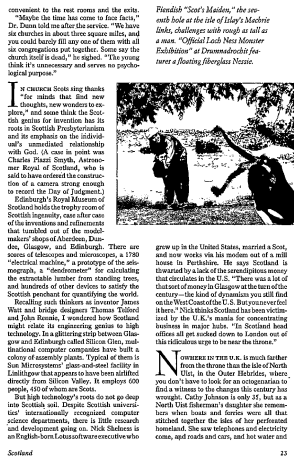 convenient to the rest rooms and the exits.
"Maybe the time has come to face facts,"
Dr. Dunn told me after the service. "We have
six churches in about three square miles, and
you could barely fill any one of them with all
six congregations put together. Some say the
church itself is dead," he sighed. "The young
think it's unnecessary and serves no psycho-
logical purpose."
IN CHURCH Scots sing thanks
"for minds that find new
thoughts, new wonders to ex-
plore," and some think the Scot-
tish genius for invention has its
roots in Scottish Presbyterianism
and its emphasis on the individ-
ual's unmediated relationship
with God. (A case in point was
Charles Piazzi Smyth, Astrono-
mer Royal of Scotland, who is
said to have ordered the construc-
tion of a camera strong enough
to record the Day of Judgment.)
Edinburgh's Royal Museum of
Scotland holds the trophy room of
Scottish ingenuity, case after case
of the inventions and refinements
that tumbled out of the model-
makers' shops of Aberdeen, Dun-
dee, Glasgow, and Edinburgh. There are
scores of telescopes and microscopes, a 1780
"electrical machine," a prototype of the seis-
mograph, a "dendrometer" for calculating
the extractable lumber from standing trees,
and hundreds of other devices to satisfy the
Scottish penchant for quantifying the world.
Recalling such thinkers as inventor James
Watt and bridge designers Thomas Telford
and John Rennie, I wondered how Scotland
might relate its engineering genius to high
technology. In a glittering strip between Glas-
gow and Edinburgh called Silicon Glen, mul-
tinational computer companies have built a
colony of assembly plants. Typical of them is
Sun Microsystems' glass-and-steel facility in
Linlithgow that appears to have been airlifted
directly from Silicon Valley. It employs 600
people, 450 of whom are Scots.
But high technology's roots do not go deep
into Scottish soil. Despite Scottish universi-
ties' internationally recognized computer
science departments, there is little research
and development going on. Nick Shelness is
an English-born Lotus software executive who
Fiendish "Scot's Maiden," the sev-
enth hole at the isle of Islay's Machrie
links, challenges with rough as tall as
a man. "Official Loch Ness Monster
Exhibition" at Drumnadrochit fea-
tures a floating fiberglass Nessie.
grew up in the United States, married a Scot,
and now works via his modem out of a mill
house in Perthshire. He says Scotland is
thwarted by a lack of the serendipitous money
that circulates in the U.S. "There was a lot of
that sort of money in Glasgow at the turn of the
century—the kind of dynamism you still find
on the West Coast of the U.S. But you never feel
it here." Nick thinks Scotland has been victim-
ized by the U.K.'s mania for concentrating
business in major hubs. "In Scotland head
offices all get sucked down to London out of
this ridiculous urge to be near the throne."
NOWHERE IN THE U.K. is much farther
from the throne than the isle of North
Uist, in the Outer Hebrides, where
you don't have to look for an octogenarian to
find a witness to the changes this century has
wrought. Cathy Johnson is only 35, but as a
North Uist fisherman's daughter she remem-
bers when boats and ferries were all that
stitched together the isles of her perforated
homeland. She saw telephones and electricity
come, and roads and cars, and hot water and
Scotland 23